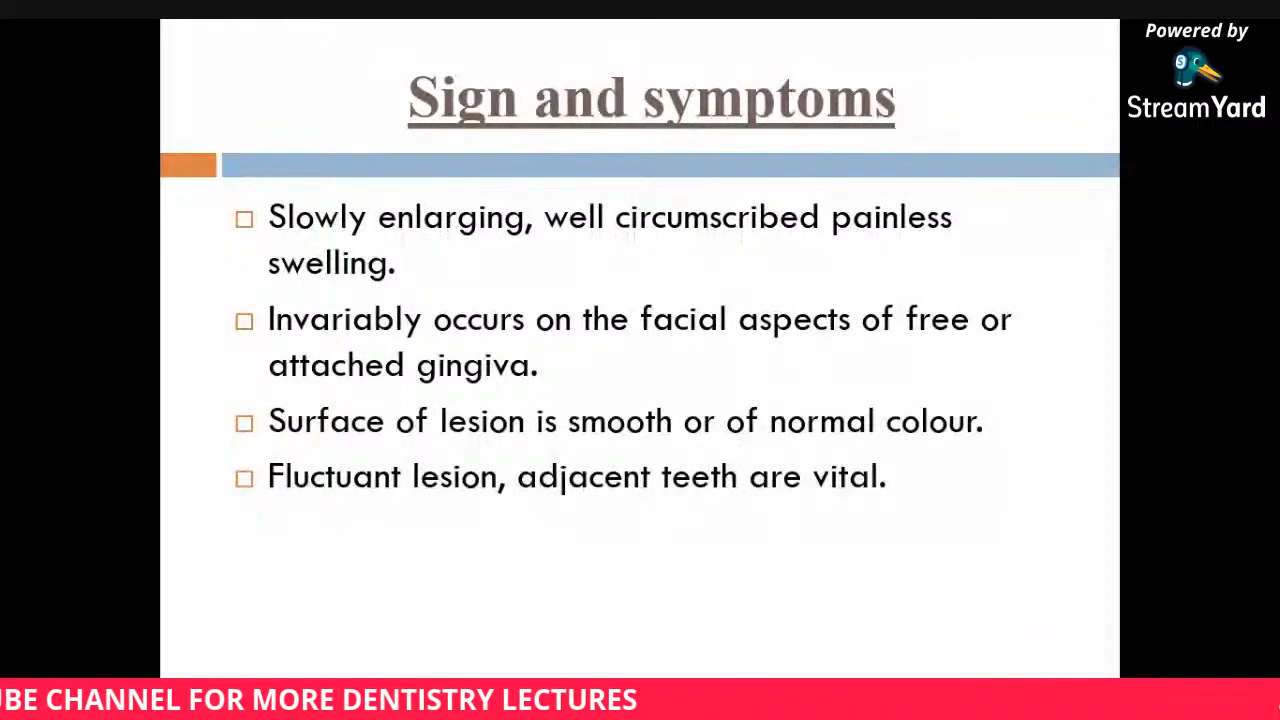 Powered by
StreamYard
Sign and symptoms
Slowly enlarging, well circumscribed painless
swelling.
Invariably occurs on the facial aspects of free or
attached gingiva.
Surface of lesion is smooth or of normal colour.
Fluctuant lesion, adjacent teeth are vital.
UBE CHANNEL FOR MORE DENTISTRY LECTURES